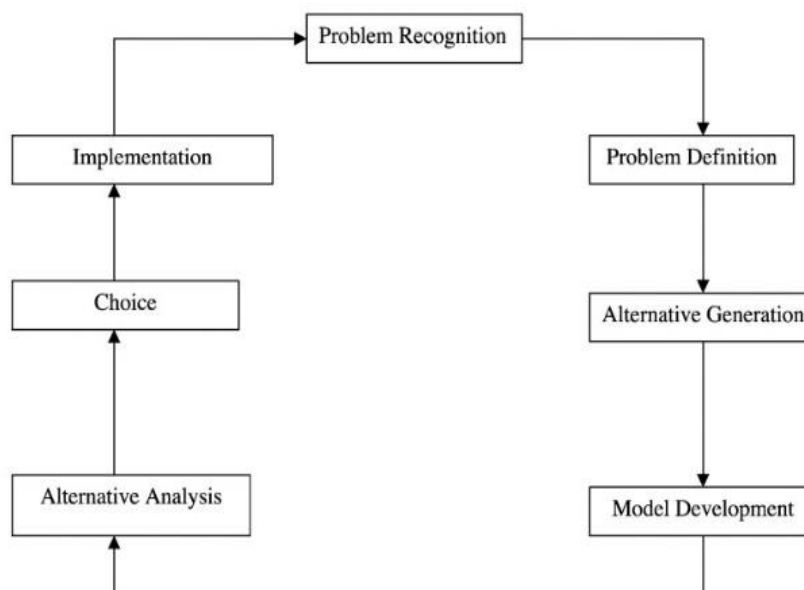 Problem Recognition
Implementation
Problem Definition
Choice
Alternative Generation
Alternative Analysis
Model Development